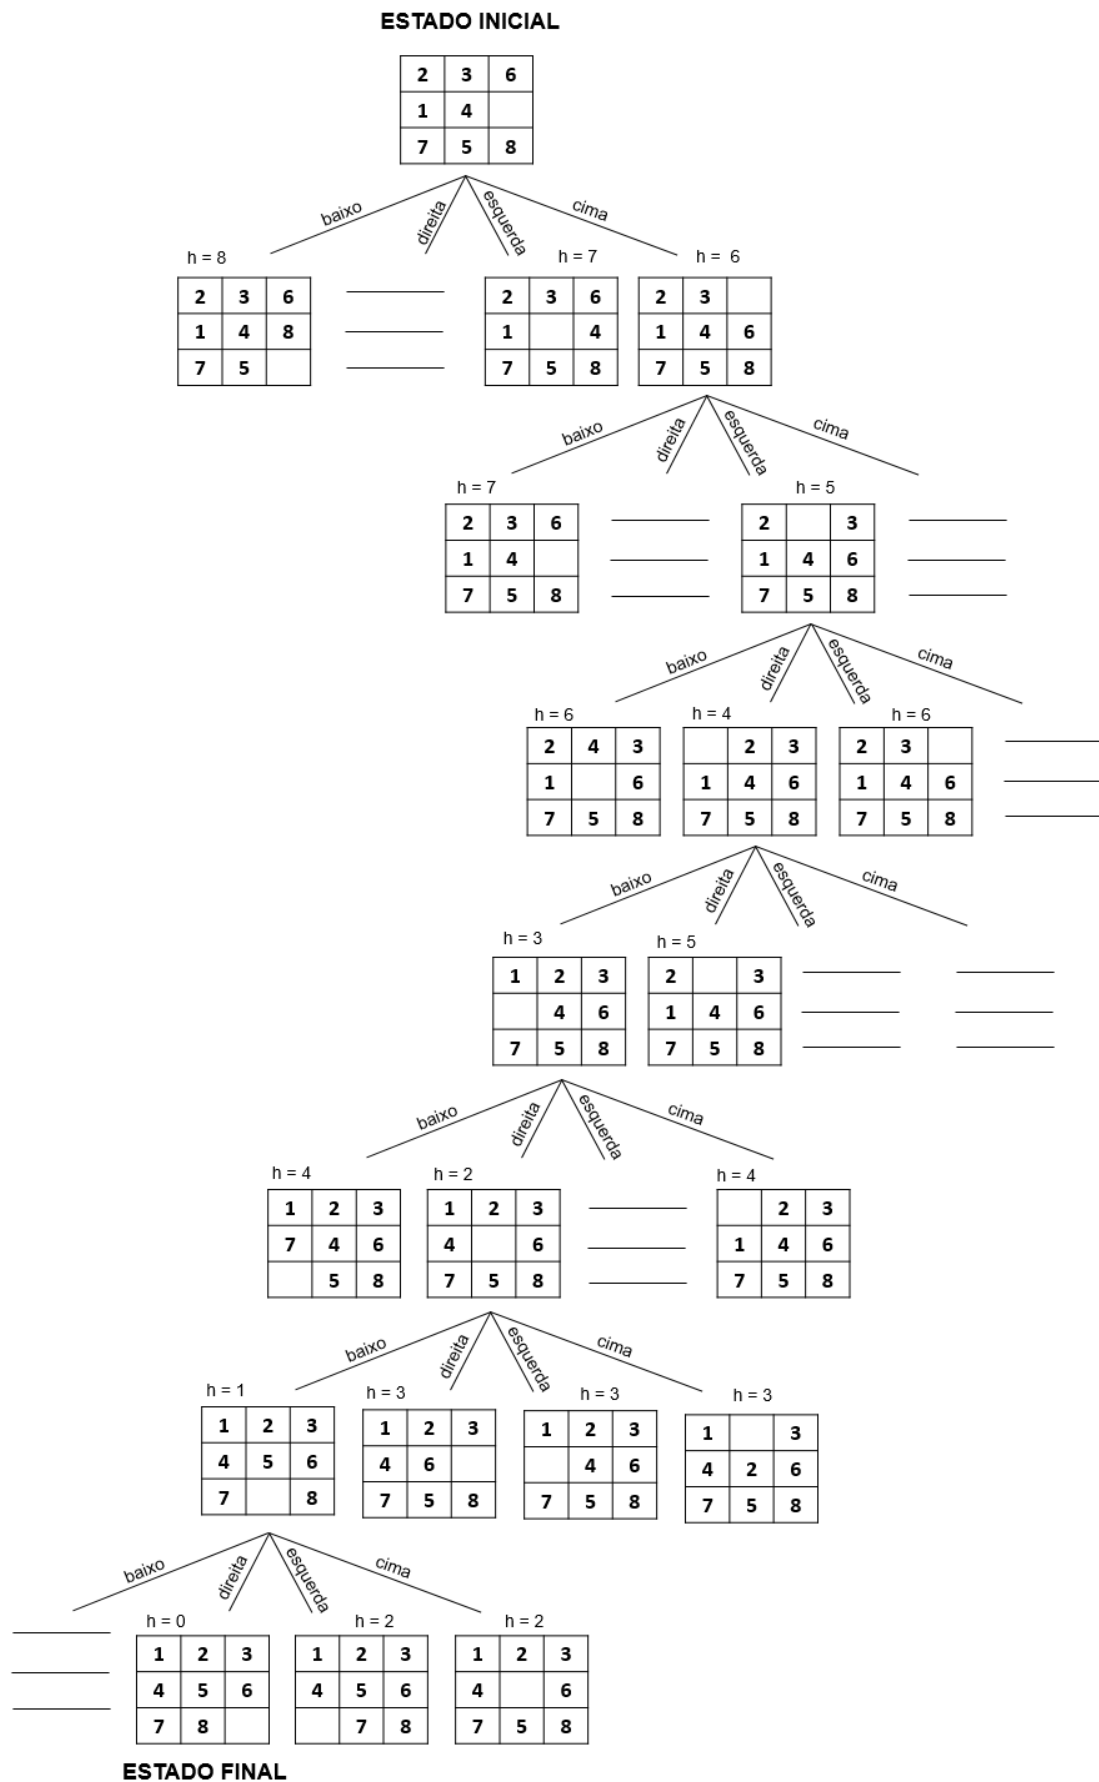 ESTADO INICIAL
2 3 6
1 4
7 5 8
baixo direita esquerda cima
h = 8 h = 7 h = 6
2 3 6 2 3 6 2 3
1 4 8 1 4 1 4 6
7 5 7 5 8 7 5 8
baixo direita esquerda cima
h = 7 h = 5
2 3 6 2 3
1 4 1 4 6
7 5 8 7 5 8
baixo direita esquerda cima
h = 6 h = 4 h = 6
2 4 3 2 3 2 3
1 6 1 4 6 1 4 6
7 5 8 7 5 8 7 5 8
baixo direita esquerda cima
h = 3 h = 5
1 2 3 2 3
4 6 1 4 6
7 5 8 7 5 8
baixo direita esquerda cima
h = 4 h = 2 h = 4
1 2 3 1 2 3 2 3
7 4 6 4 6 1 4 6
5 8 7 5 8 7 5 8
baixo direita esquerda cima
h = 1 h = 3 h = 3 h = 3
1 2 3 1 2 3 1 2 3 1 3
4 5 6 4 6 4 6 4 2 6
7 8 7 5 8 7 5 8 7 5 8
baixo direita esquerda cima
h = 0 h = 2 h = 2
1 2 3 1 2 3 1 2 3
4 5 6 4 5 6 4 6
7 8 7 8 7 5 8
ESTADO FINAL